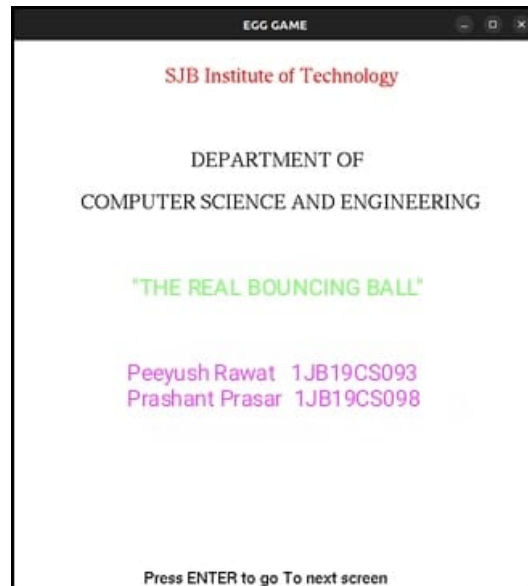 EGG GAME
SJB Institute of Technology
DEPARTMENT OF
COMPUTER SCIENCE AND ENGINEERING
"THE REAL BOUNCING BALL"
Peeyush Rawat 1JB19CS093
Prashant Prasar 1JB19CS098
Press ENTER to go To next screen